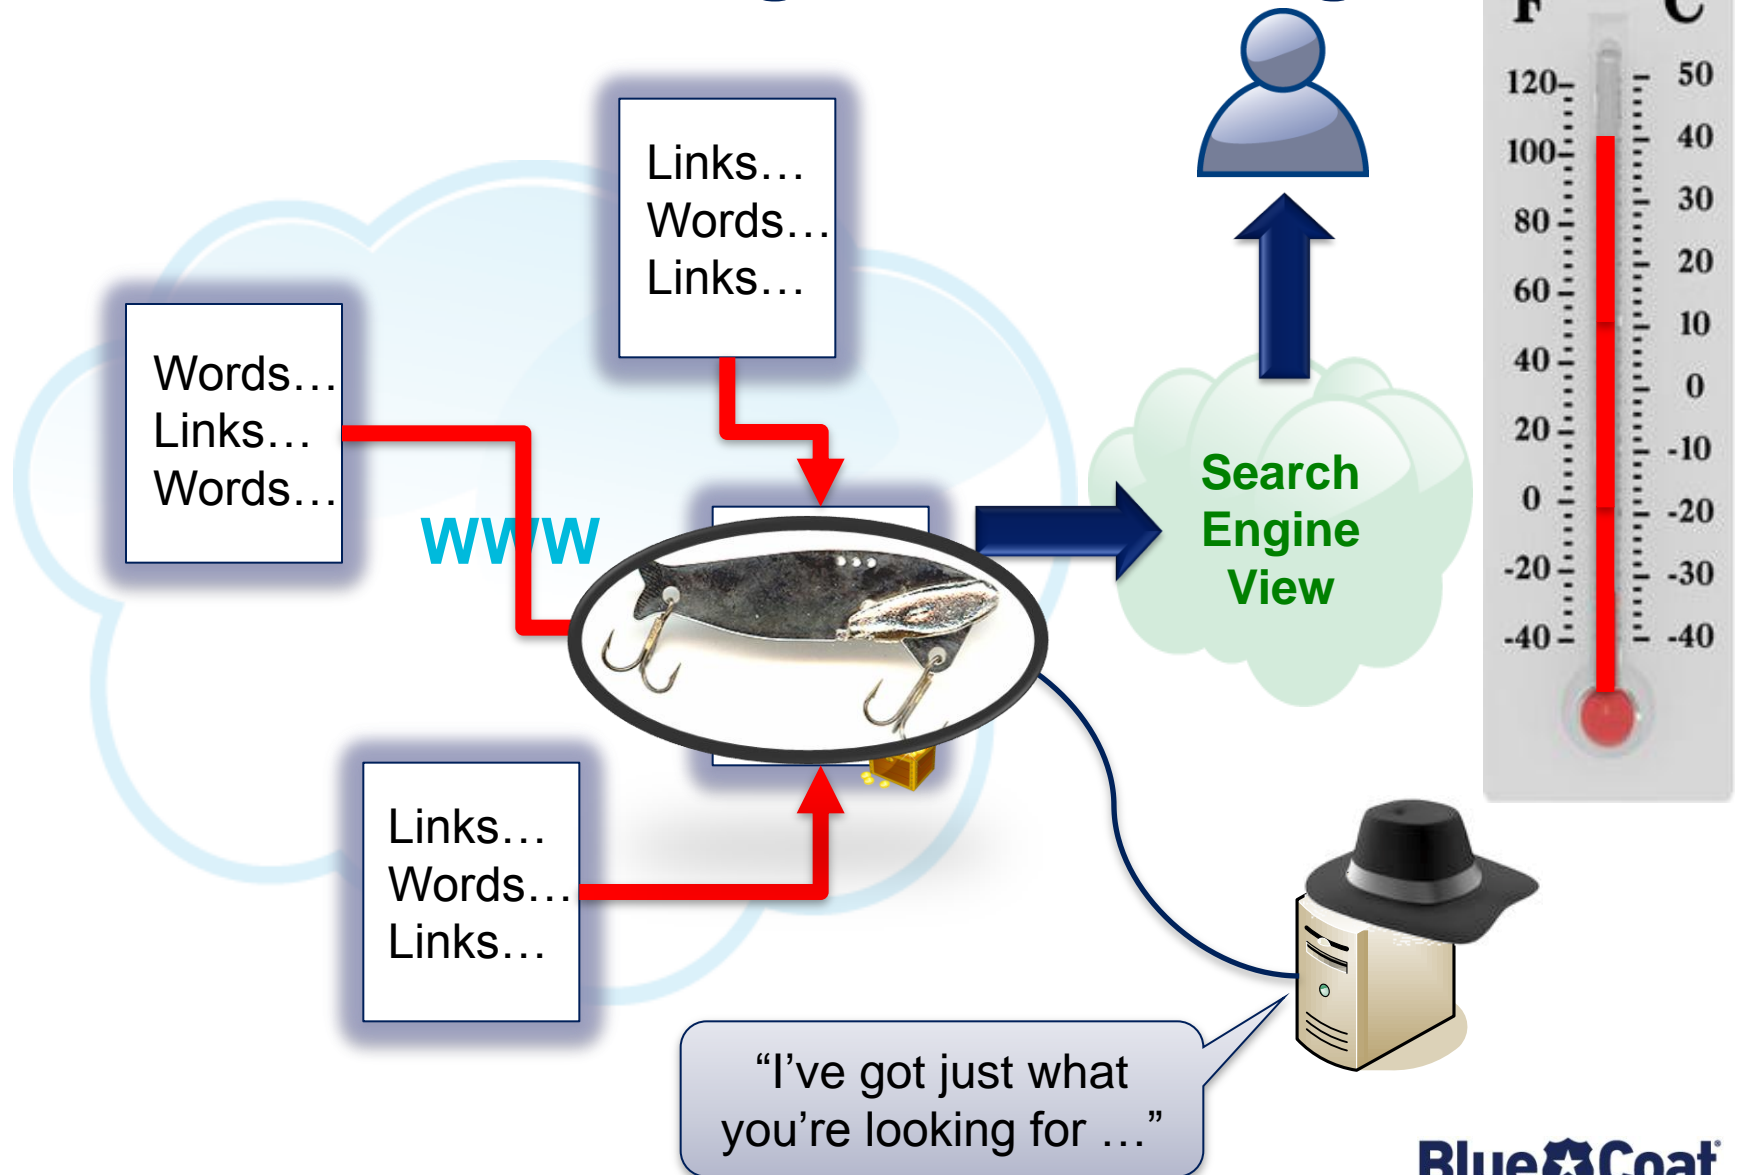 F C
Links…
Words…
Links…
Words…
Links…
Words…
www
Search
Engine
View
Links…
Words…
Links…
“I’ve got just what
you’re looking for …”
120
100
80
60
40
20
0
-20
-40
50
40
30
20
10
0
-10
-20
-30
-40
Blue Coat